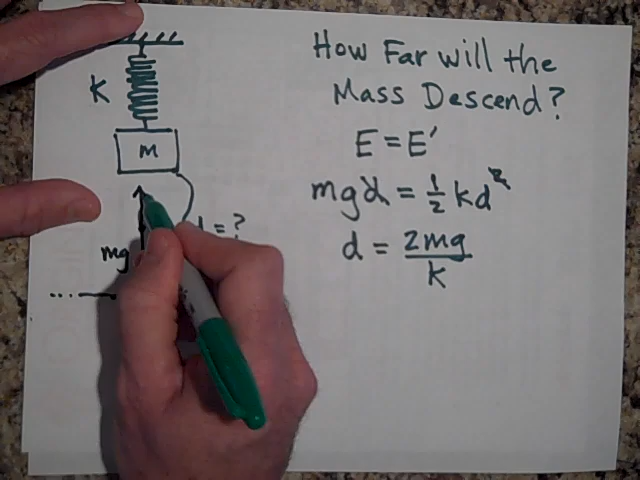 How Far will the
Mass Descend?
K
M
E = E'
mgd = ½ kd²
= ?
d = 2mg
k
mg
....